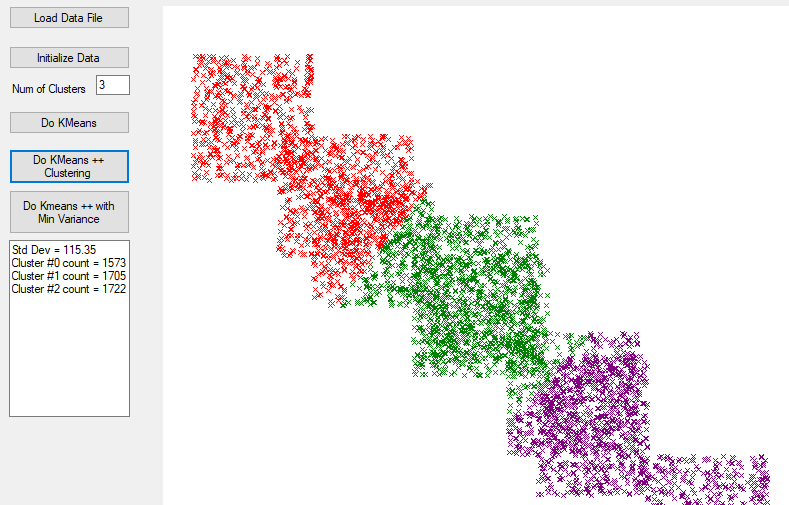 Load Data File
Initialize Data
Num of Clusters 3
Do KMeans
Do KMeans ++
Clustering
Do Kmeans ++ with
Min Variance
Std Dev = 115.35
Cluster #0 count = 1573
Cluster #1 count = 1705
Cluster #2 count = 1722